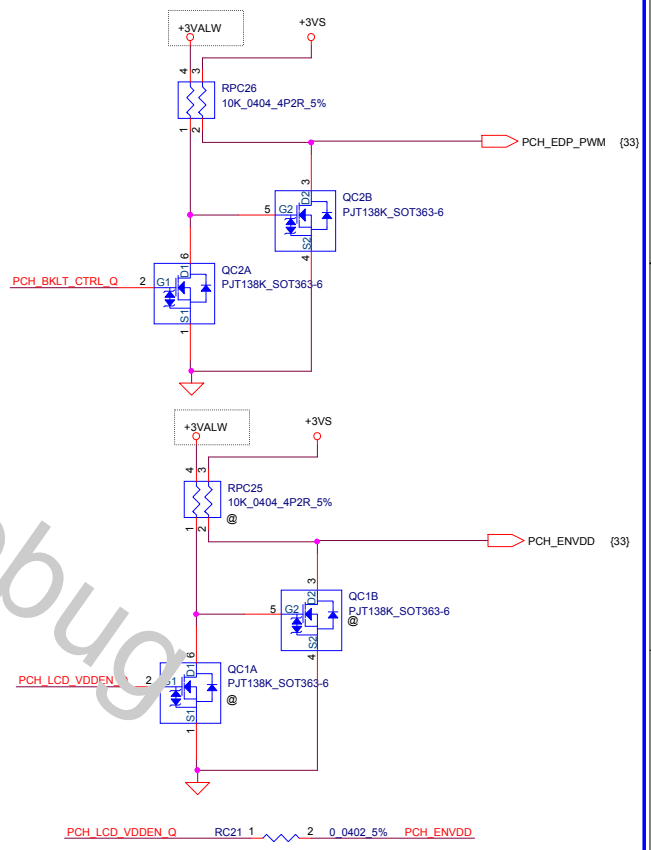 +3VALW
+3VS
4
3
RPC26
10K_0404_4P2R_5%
1
2
PCH_EDP_PWM {33}
3
D2
QC2B
PJT138K_SOT363-6
5
G2
S2
4
6
D1
QC2A
PJT138K_SOT363-6
PCH_BKLT_CTRL_Q
2
G1
S1
1
+3VALW
+3VS
4
3
RPC25
10K_0404_4P2R_5%
@
1
2
PCH_ENVDD {33}
3
D2
QC1B
PJT138K_SOT363-6
@
5
G2
S2
4
6
D1
QC1A
PJT138K_SOT363-6
@
2
S1
1
PCH_LCD_VDDEN_Q RC21 1 2 0_0402_5% PCH_ENVDD